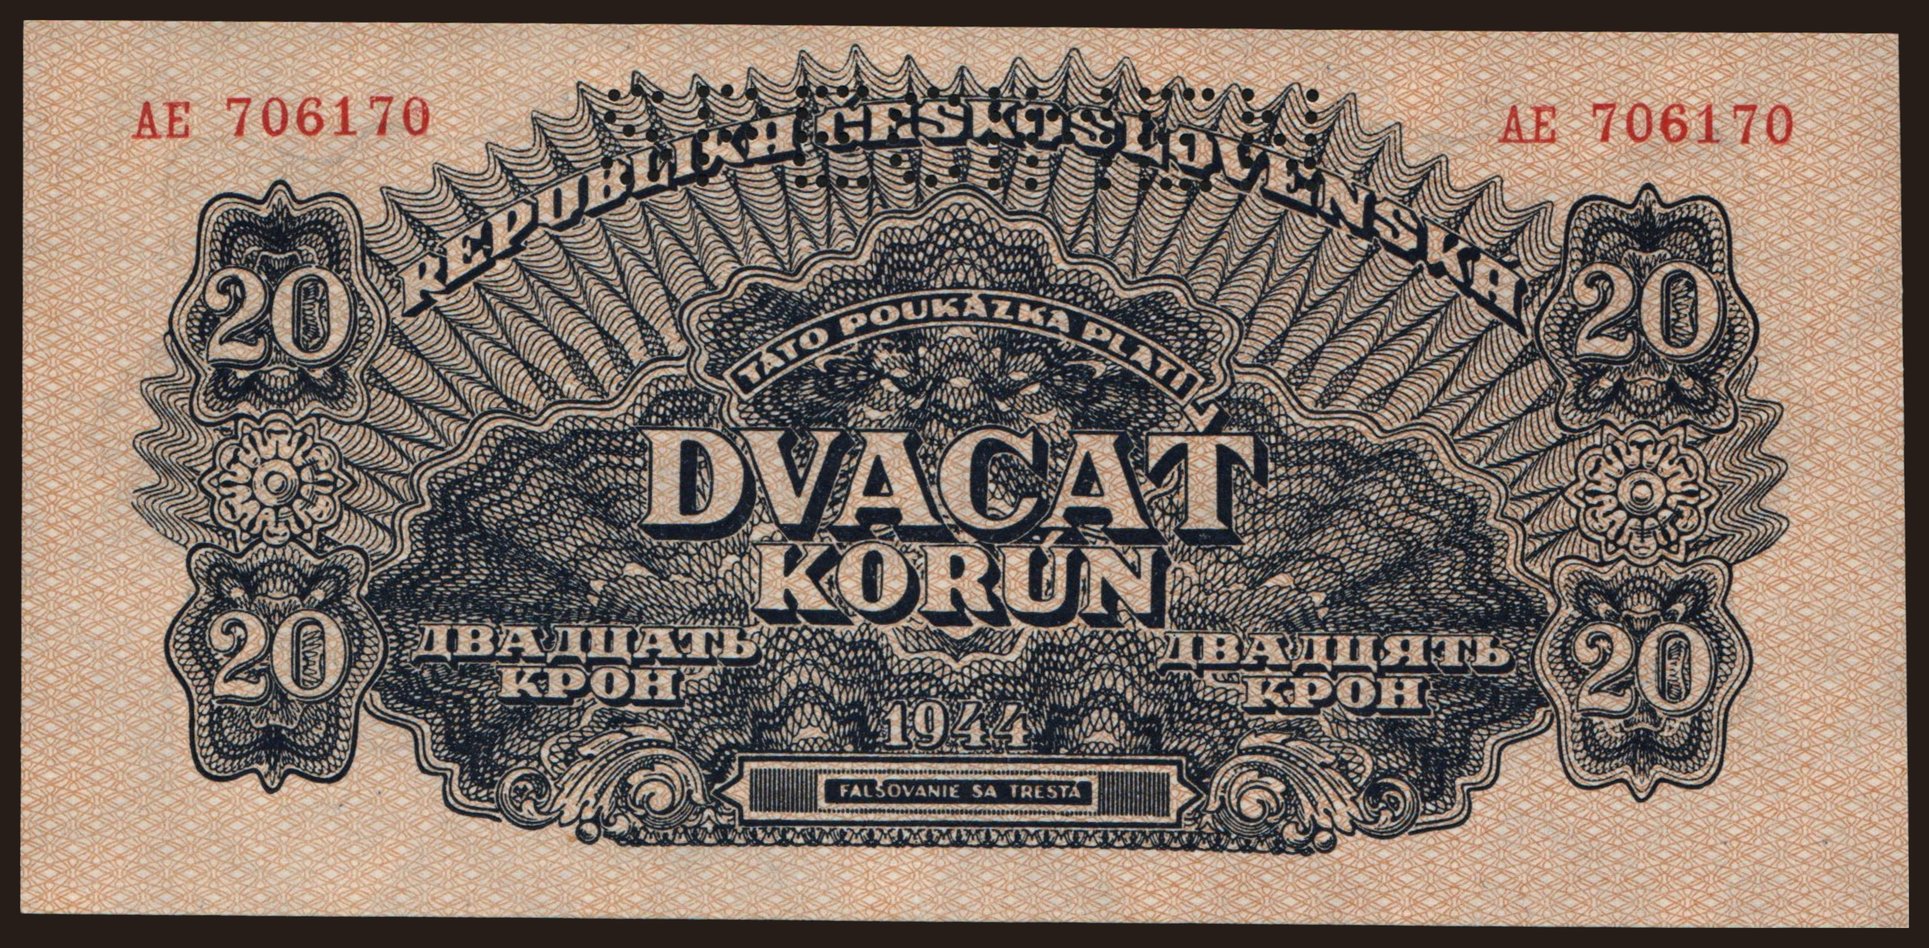 AE 706170
AE 706170
REPUBLIKA ČESKOSLOVENSKÁ
20
20
TÁTO POUKÁZKA PLATÍ
DVACAŤ
KORÚN
20
20
ДВАДЦАТЬ
КРОН
ДВАДЦЯТЬ
КРОН
1944
FALŠOVANIE SA TRESTÁ